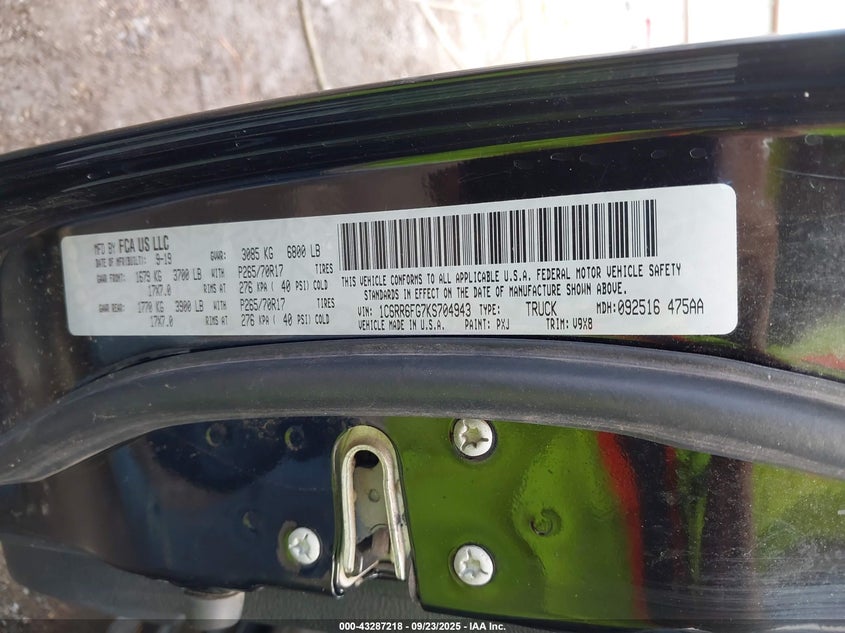 MFD BY FCA US LLC
DATE OF MFR(BUILT): 9-19 GVWR: 3085 KG 6800 LB
GAWR FRONT: 1679 KG 3700 LB WITH P265/70R17 TIRES
17X7.0 RIMS AT 276 KPA ( 40 PSI) COLD
GAWR REAR: 1770 KG 3900 LB WITH P265/70R17 TIRES
17X7.0 RIMS AT 276 KPA ( 40 PSI) COLD
THIS VEHICLE CONFORMS TO ALL APPLICABLE U.S.A. FEDERAL MOTOR VEHICLE SAFETY
STANDARDS IN EFFECT ON THE DATE OF MANUFACTURE SHOWN ABOVE.
VIN: 1C6RR6FG7KS704943 TYPE: TRUCK MDH: 092516 475AA
VEHICLE MADE IN U.S.A. PAINT: PXJ TRIM: V9X8
000-43287218 - 09/23/2025 - IAA Inc.